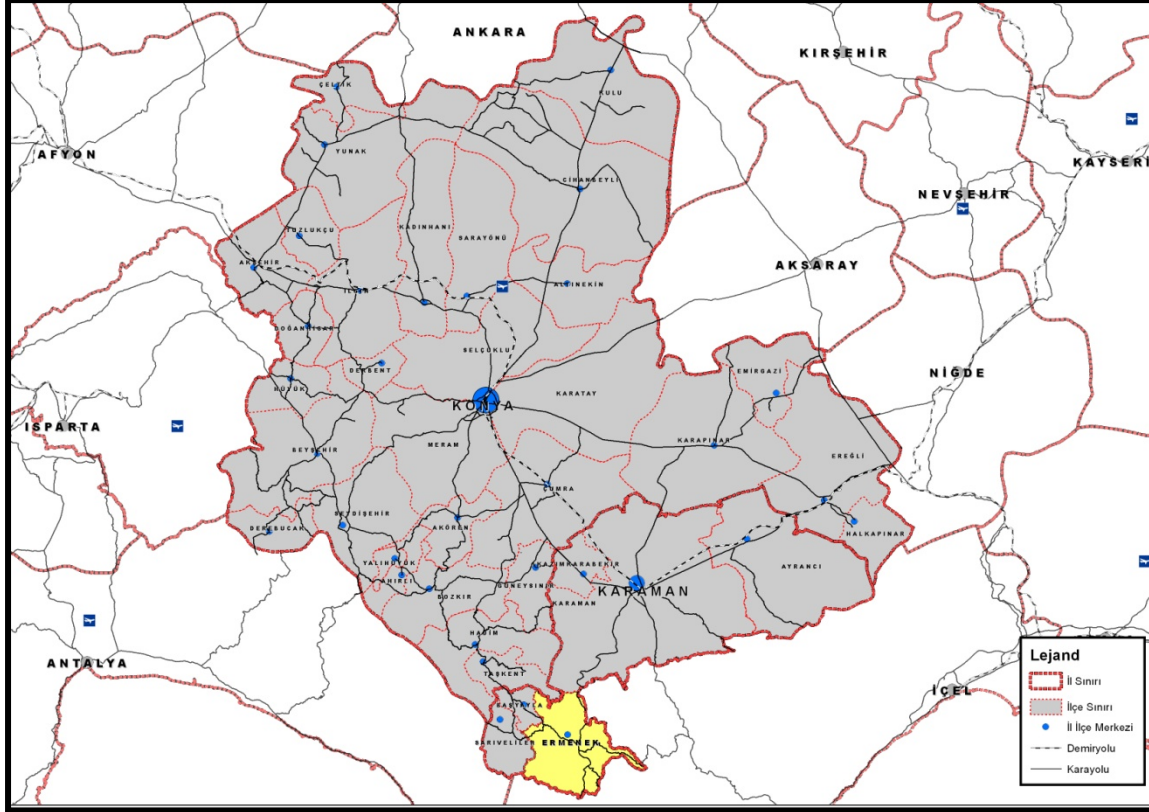 ANKARA
KIRŞEHİR
ÇELTİK
KULU
AFYON
YUNAK
KAYSERİ
CİHANBEYLİ
NEVŞEHİR
TUZLUKÇU
KADINHANI
SARAYÖNÜ
AKŞEHİR
AKSARAY
ILGIN
ALTINEKİN
DOĞANHİSAR
SELÇUKLU
DERBENT
EMİRGAZİ
NİĞDE
HÜYÜK
KARATAY
KONYA
ISPARTA
MERAM
KARAPINAR
BEYŞEHİR
EREĞLİ
ÇUMRA
SEYDİŞEHİR
DEREBUCAK
AKÖREN
HALKAPINAR
YALIHÜYÜK
KAZIMKARABEKİR
AYRANCI
AHIRLI
GÜNEYSINIR
KARAMAN
BOZKIR
KARAMAN
HADİM
ANTALYA
TAŞKENT
İÇEL
BAŞYAYLA
SARIVELİLER
ERMENEK
Lejand
İl Sınırı
İlçe Sınırı
İl İlçe Merkezi
Demiryolu
Karayolu